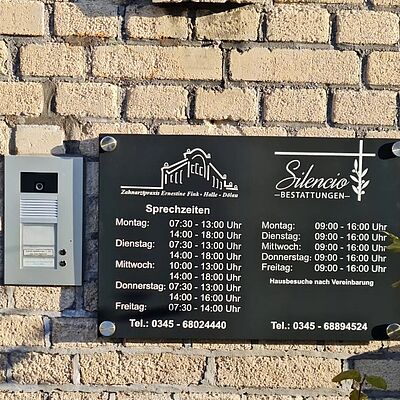 Zahnarztpraxis Ernestine Fink - Halle - Dölau
Sprechzeiten
Montag: 07:30 - 13:00 Uhr
14:00 - 18:00 Uhr
Dienstag: 07:30 - 13:00 Uhr
14:00 - 18:00 Uhr
Mittwoch: 10:00 - 13:00 Uhr
14:00 - 18:00 Uhr
Donnerstag: 07:30 - 13:00 Uhr
14:00 - 16:00 Uhr
Freitag: 07:30 - 14:00 Uhr
Tel.: 0345 - 68024440
Silencio
BESTATTUNGEN
Montag: 09:00 - 16:00 Uhr
Dienstag: 09:00 - 16:00 Uhr
Mittwoch: 09:00 - 16:00 Uhr
Donnerstag: 09:00 - 16:00 Uhr
Freitag: 09:00 - 16:00 Uhr
Hausbesuche nach Vereinbarung
Tel.: 0345 - 68894524